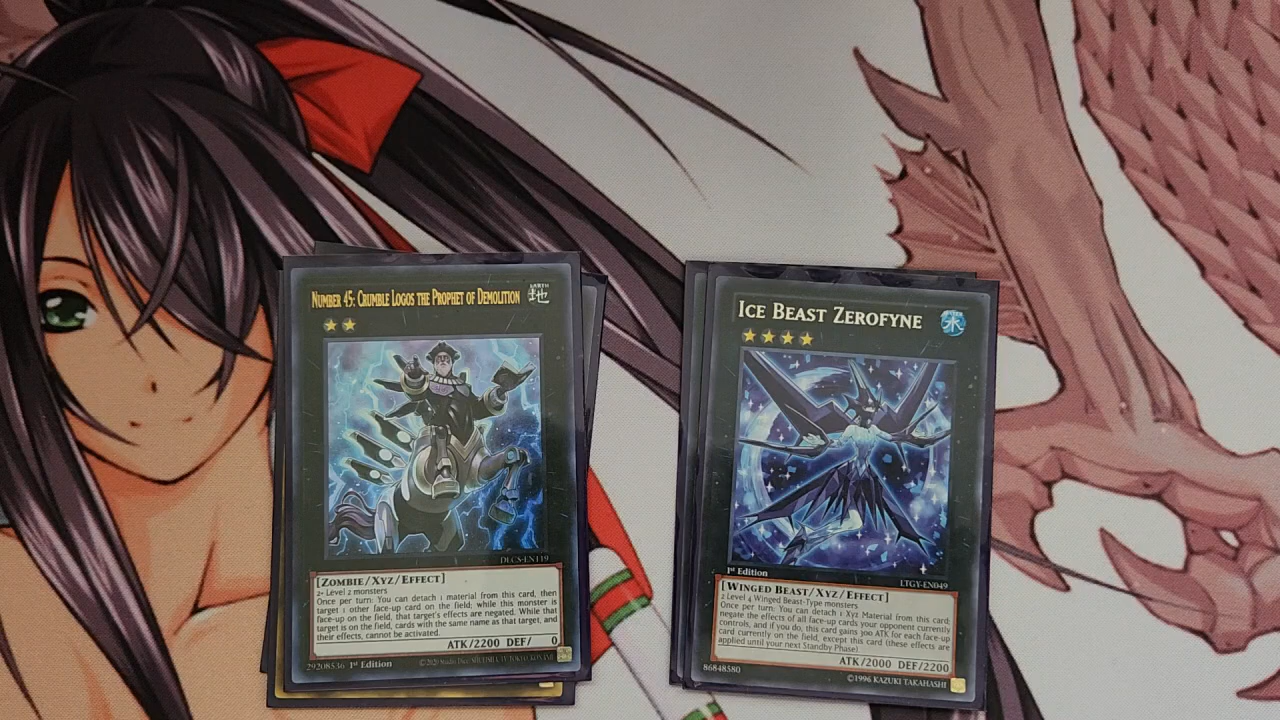 NUMBER 45: CRUMBLE LOGOS THE PROPHET OF DEMOLITION
EARTH
地
DLCS-EN119
[ZOMBIE/XYZ/EFFECT]
2+ Level 2 monsters
Once per turn: You can detach 1 material from this card, then
target 1 other face-up card on the field; while this monster is
face-up on the field, that target's effects are negated. While that
target is on the field, cards with the same name as that target, and
their effects, cannot be activated.
ATK/2200 DEF/ 0
29208536 1st Edition
ICE BEAST ZEROFYNE
WATER
水
1st Edition
LTGY-EN049
[WINGED BEAST/XYZ/EFFECT]
2 Level 4 Winged Beast-Type monsters
Once per turn: You can detach 1 Xyz Material from this card;
negate the effects of all face-up cards your opponent currently
controls, and if you do, this card gains 300 ATK for each face-up
card currently on the field, except this card (these effects are
applied until your next Standby Phase)
ATK/2000 DEF/2200
86848580
©1996 KAZUKI TAKAHASHI